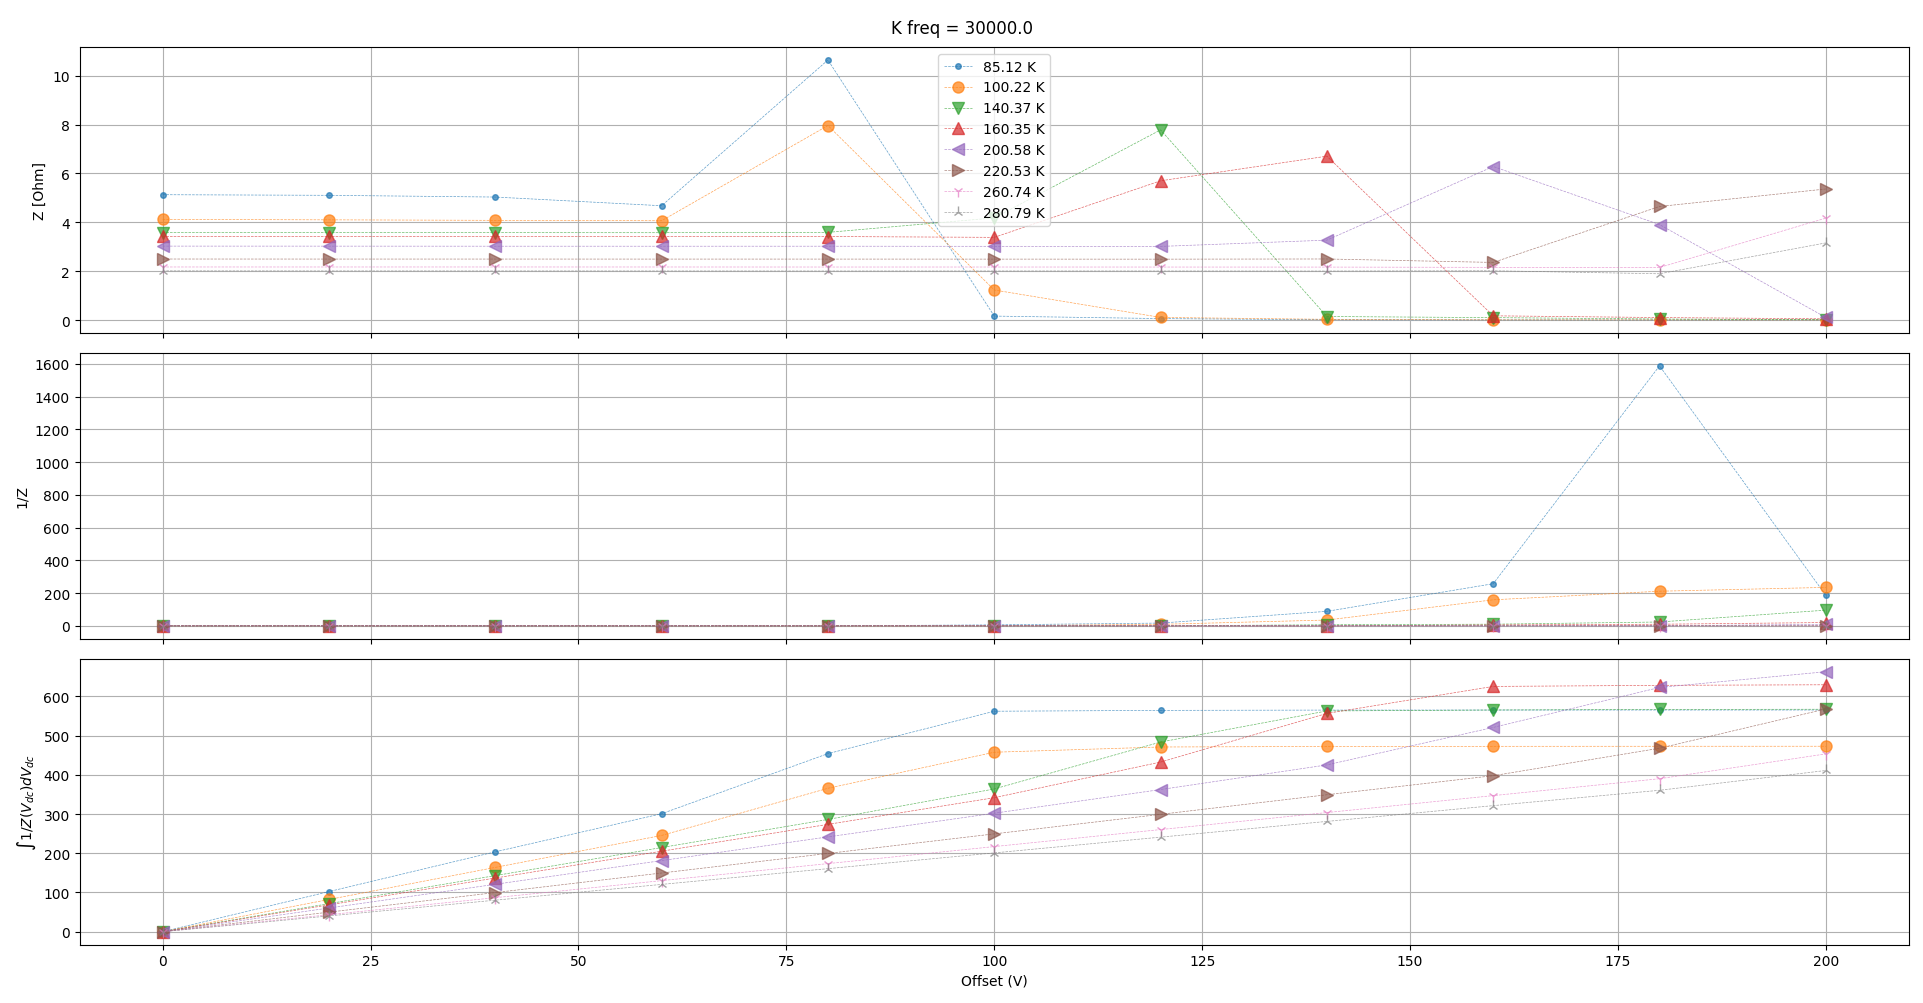 K freq = 30000.0
Z [Ohm]
10
8
6
4
2
0
85.12 K
100.22 K
140.37 K
160.35 K
200.58 K
220.53 K
260.74 K
280.79 K
1/Z
1600
1400
1200
1000
800
600
400
200
0
∫1/Z(V_dc)dV_dc
600
500
400
300
200
100
0
0 25 50 75 100 125 150 175 200
Offset (V)